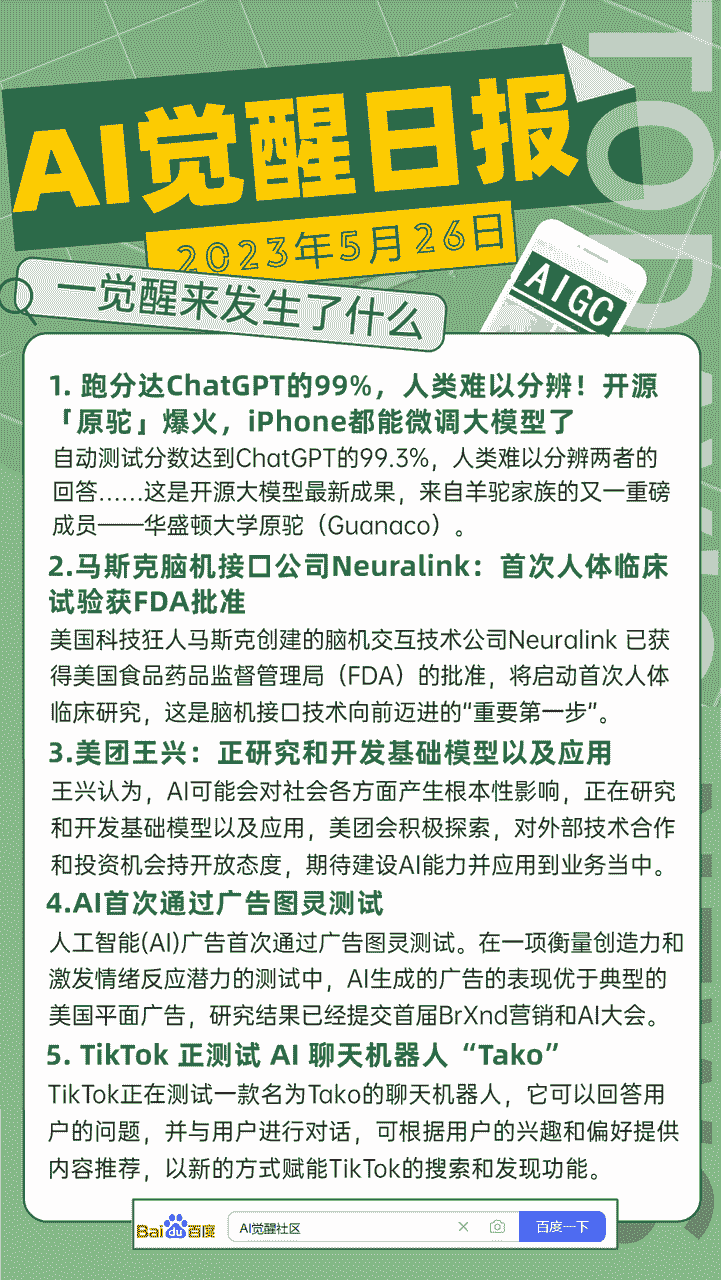 AI觉醒日报
2023年5月26日
一觉醒来发生了什么
AIGC
1. 跑分达ChatGPT的99%，人类难以分辨！开源
「原驼」爆火，iPhone都能微调大模型了
自动测试分数达到ChatGPT的99.3%，人类难以分辨两者的
回答……这是开源大模型最新成果，来自羊驼家族的又一重磅
成员——华盛顿大学原驼（Guanaco）。
2.马斯克脑机接口公司Neuralink：首次人体临床
试验获FDA批准
美国科技狂人马斯克创建的脑机交互技术公司Neuralink 已获
得美国食品药品监督管理局（FDA）的批准，将启动首次人体
临床研究，这是脑机接口技术向前迈进的“重要第一步”。
3.美团王兴：正研究和开发基础模型以及应用
王兴认为，AI可能会对社会各方面产生根本性影响，正在研究
和开发基础模型以及应用，美团会积极探索，对外部技术合作
和投资机会持开放态度，期待建设AI能力并应用到业务当中。
4.AI首次通过广告图灵测试
人工智能(AI)广告首次通过广告图灵测试。在一项衡量创造力和
激发情绪反应潜力的测试中，AI生成的广告的表现优于典型的
美国平面广告，研究结果已经提交首届BrXnd营销和AI大会。
5. TikTok 正测试 AI 聊天机器人“Tako”
TikTok正在测试一款名为Tako的聊天机器人，它可以回答用
户的问题，并与用户进行对话，可根据用户的兴趣和偏好提供
内容推荐，以新的方式赋能TikTok的搜索和发现功能。
Bai du 百度
AI觉醒社区
百度一下